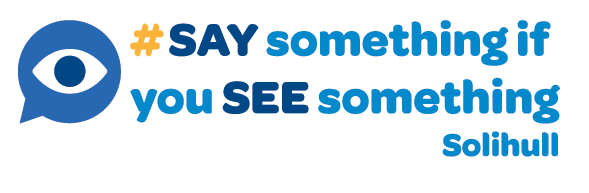 # SAY something if
you SEE something
Solihull